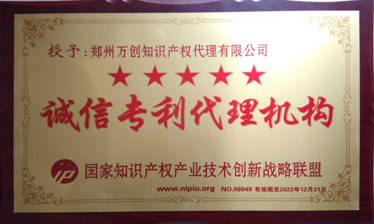 授予:郑州万创知识产权代理有限公司
诚信专利代理机构
国家知识产权产业技术创新战略联盟
www.nipiu.org NO.06948 有效期至2022年12月31日